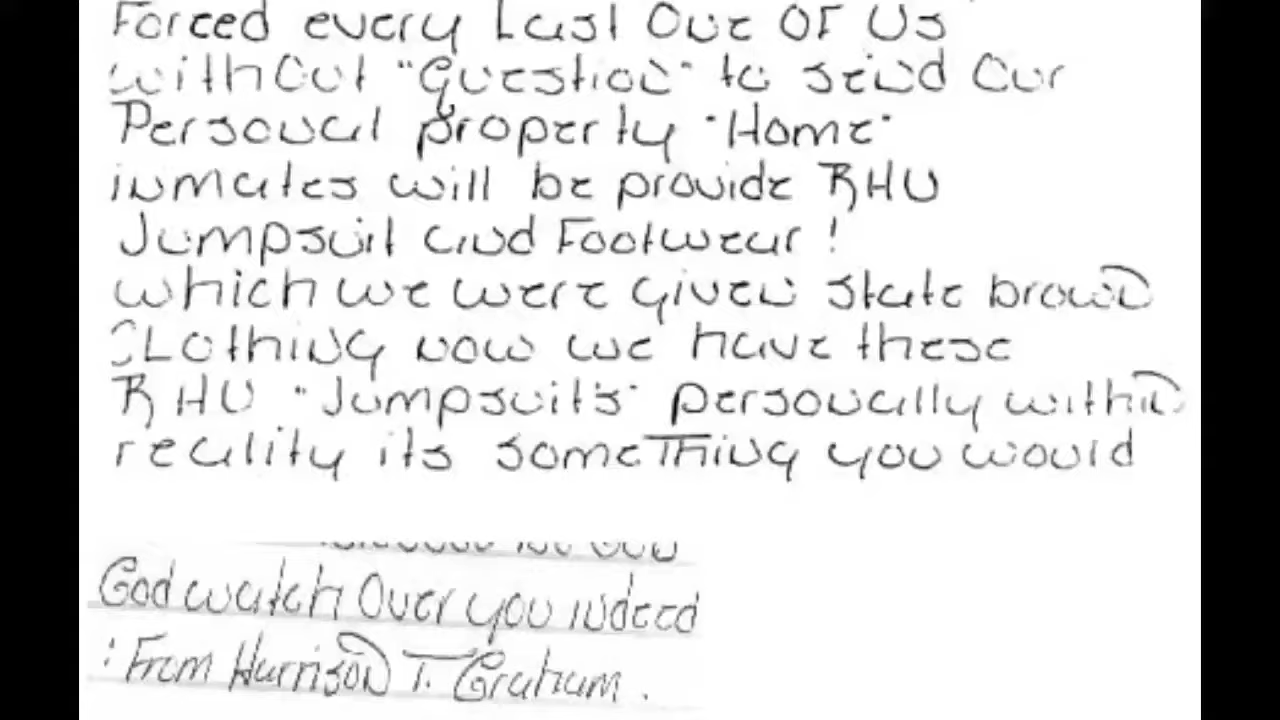 Forced every Last One OF Us
without "Question" to send Our
Personal property "Home"
inmates will be provide RHU
Jumpsuit and Footwear!
which we were given state brown
CLothing now we have these
RHU "Jumpsuits" personally within
reality its someThing you would
God watch Over you indeed
: From Harrison T. Graham.